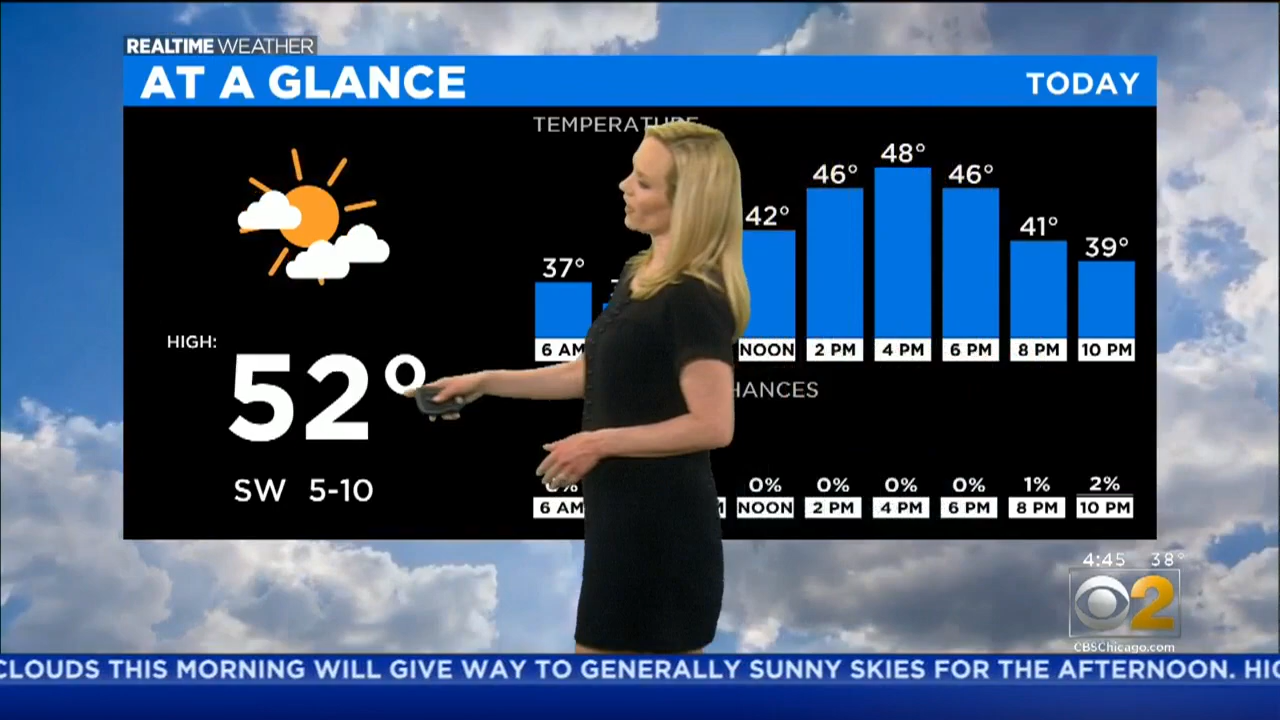 REALTIME WEATHER
AT A GLANCE
TODAY
TEMPERATURE
37° 42° 46° 48° 46° 41° 39°
6 AM NOON 2 PM 4 PM 6 PM 8 PM 10 PM
HIGH:
52°
SW 5-10
0% 0% 0% 0% 1% 2%
6 AM NOON 2 PM 4 PM 6 PM 8 PM 10 PM
4:45 38°
2
CBSChicago.com
CLOUDS THIS MORNING WILL GIVE WAY TO GENERALLY SUNNY SKIES FOR THE AFTERNOON.